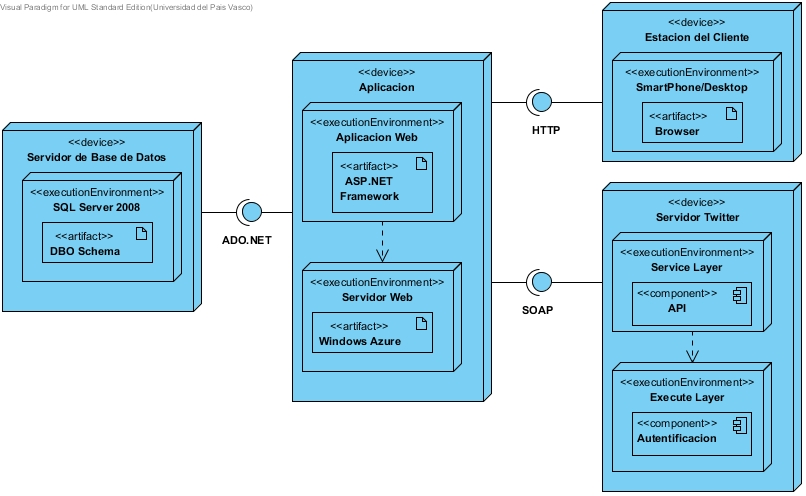 Visual Paradigm for UML Standard Edition(Universidad del Pais Vasco)
<<device>>
Servidor de Base de Datos
<<executionEnvironment>>
SQL Server 2008
<<artifact>>
DBO Schema
ADO.NET
<<device>>
Aplicacion
<<executionEnvironment>>
Aplicacion Web
<<artifact>>
ASP.NET
Framework
<<executionEnvironment>>
Servidor Web
<<artifact>>
Windows Azure
HTTP
SOAP
<<device>>
Estacion del Cliente
<<executionEnvironment>>
SmartPhone/Desktop
<<artifact>>
Browser
<<device>>
Servidor Twitter
<<executionEnvironment>>
Service Layer
<<component>>
API
<<executionEnvironment>>
Execute Layer
<<component>>
Autentificacion